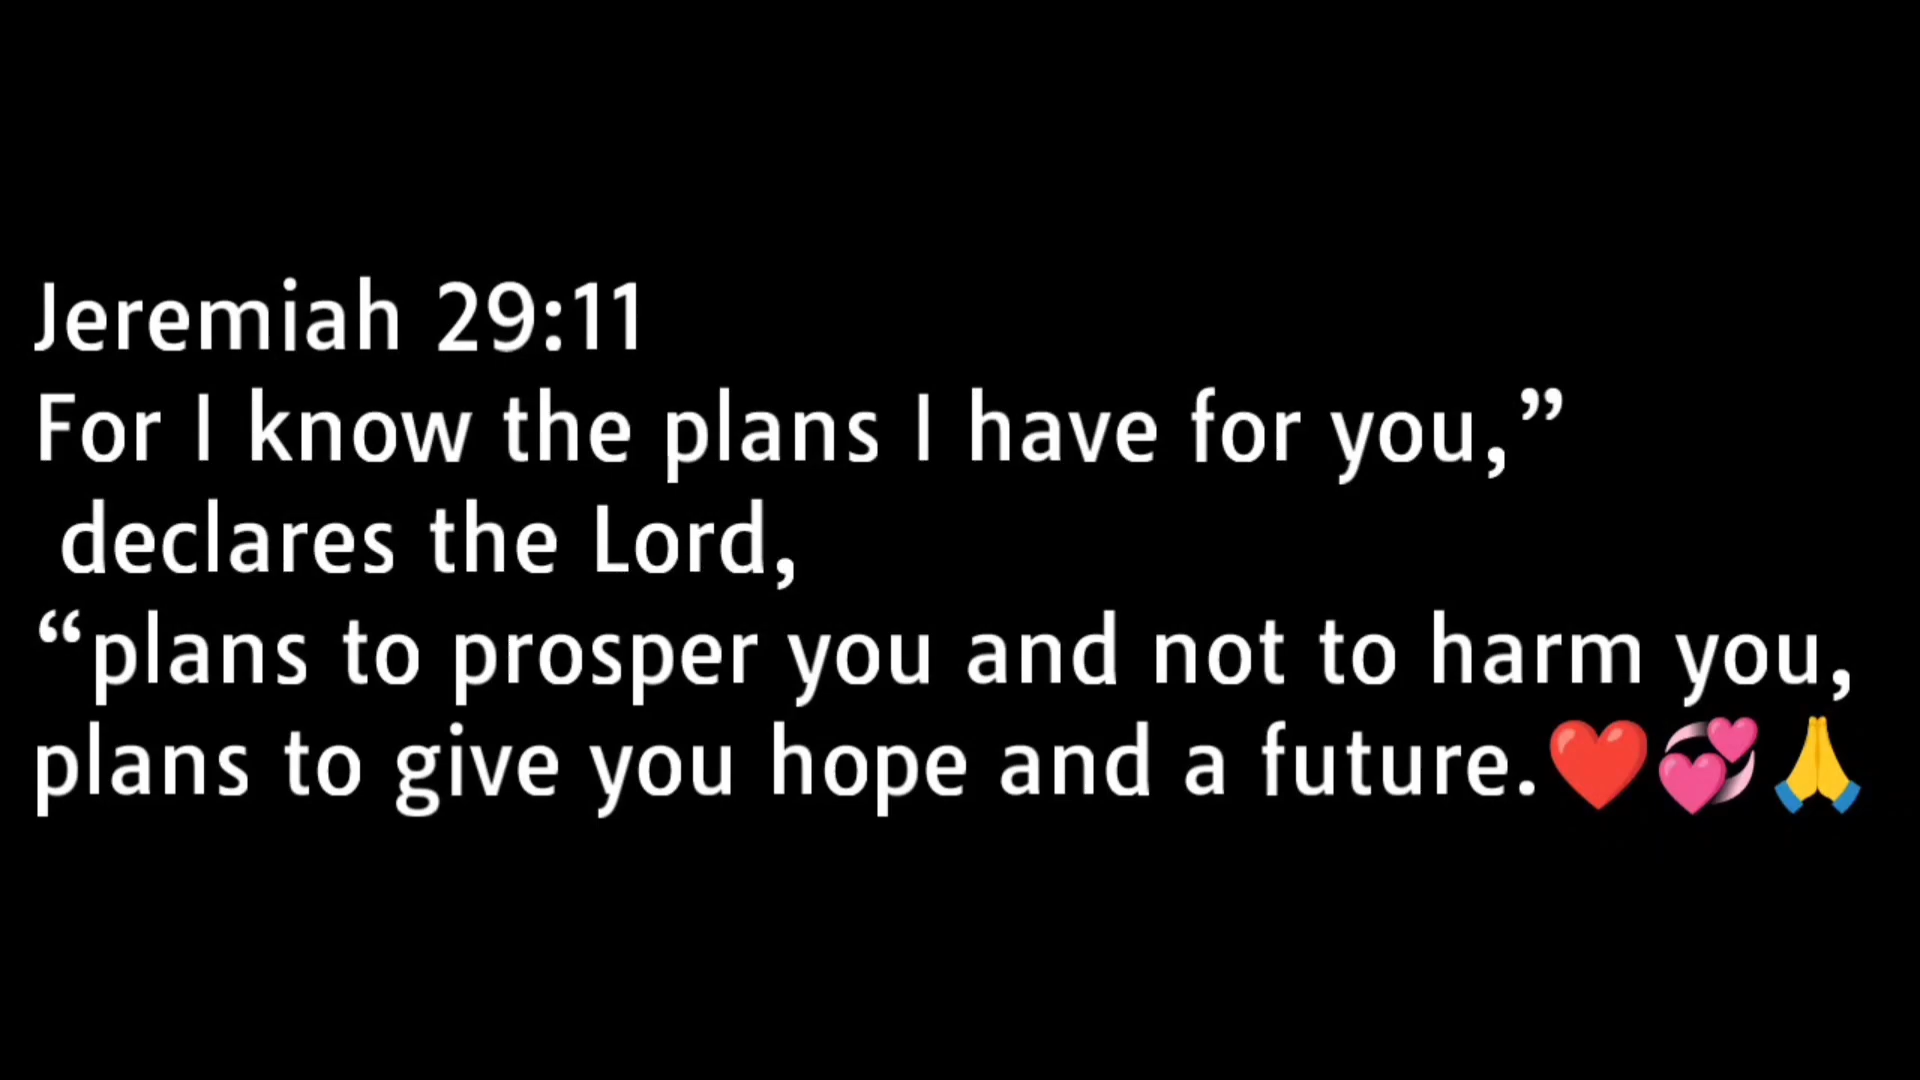 Jeremiah 29:11
For I know the plans I have for you,”
declares the Lord,
“plans to prosper you and not to harm you,
plans to give you hope and a future.❤️💞🙏